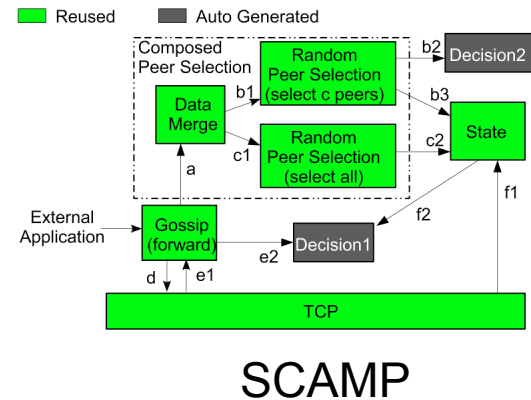 Reused
Auto Generated
Composed
Peer Selection
Random
Peer Selection
(select c peers)
b2
Decision2
Data
Merge
b1
b3
c1
Random
Peer Selection
(select all)
c2
State
a
f1
External
Application
Gossip
(forward)
f2
e2
Decision1
d
e1
TCP
SCAMP